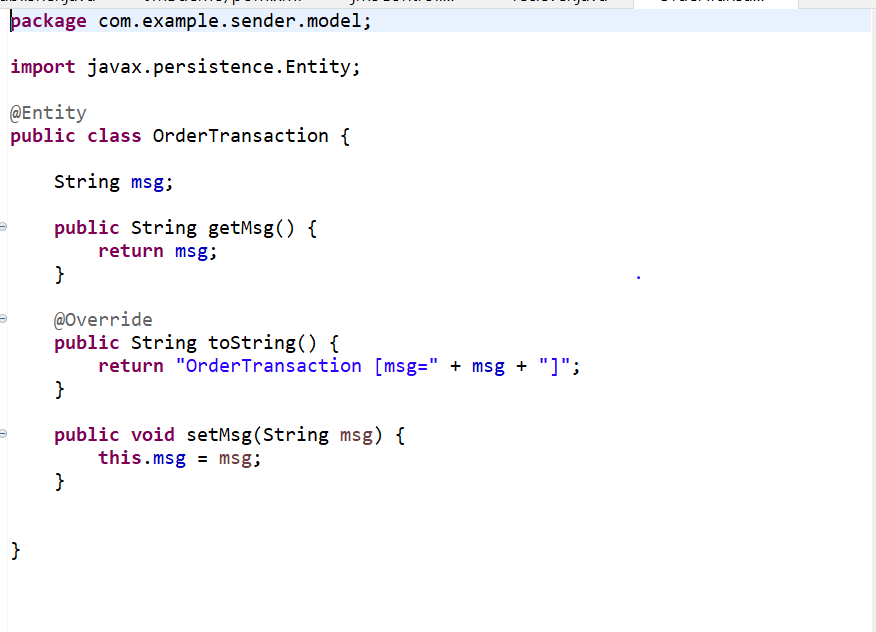 package com.example.sender.model;
import javax.persistence.Entity;
@Entity
public class OrderTransaction {
String msg;
public String getMsg() {
return msg;
}
@Override
public String toString() {
return "OrderTransaction [msg=" + msg + "]";
}
public void setMsg(String msg) {
this.msg = msg;
}
}